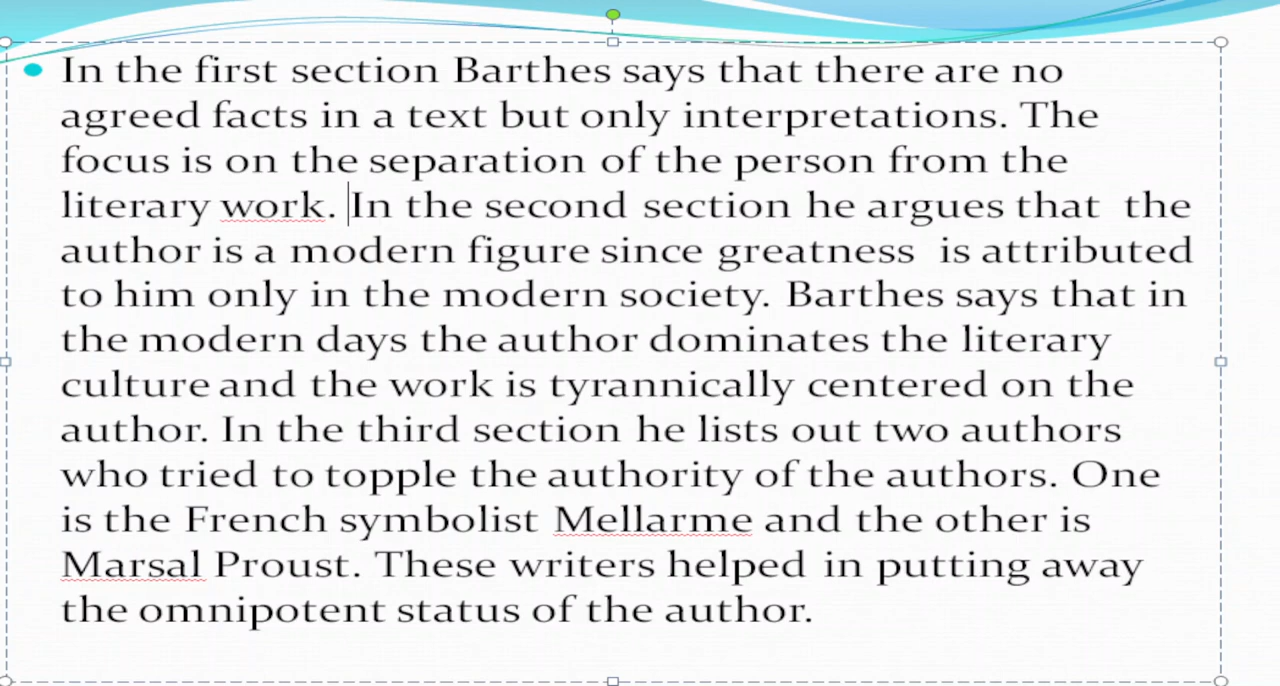 In the first section Barthes says that there are no
agreed facts in a text but only interpretations. The
focus is on the separation of the person from the
literary work. In the second section he argues that the
author is a modern figure since greatness is attributed
to him only in the modern society. Barthes says that in
the modern days the author dominates the literary
culture and the work is tyrannically centered on the
author. In the third section he lists out two authors
who tried to topple the authority of the authors. One
is the French symbolist Mellarme and the other is
Marsal Proust. These writers helped in putting away
the omnipotent status of the author.